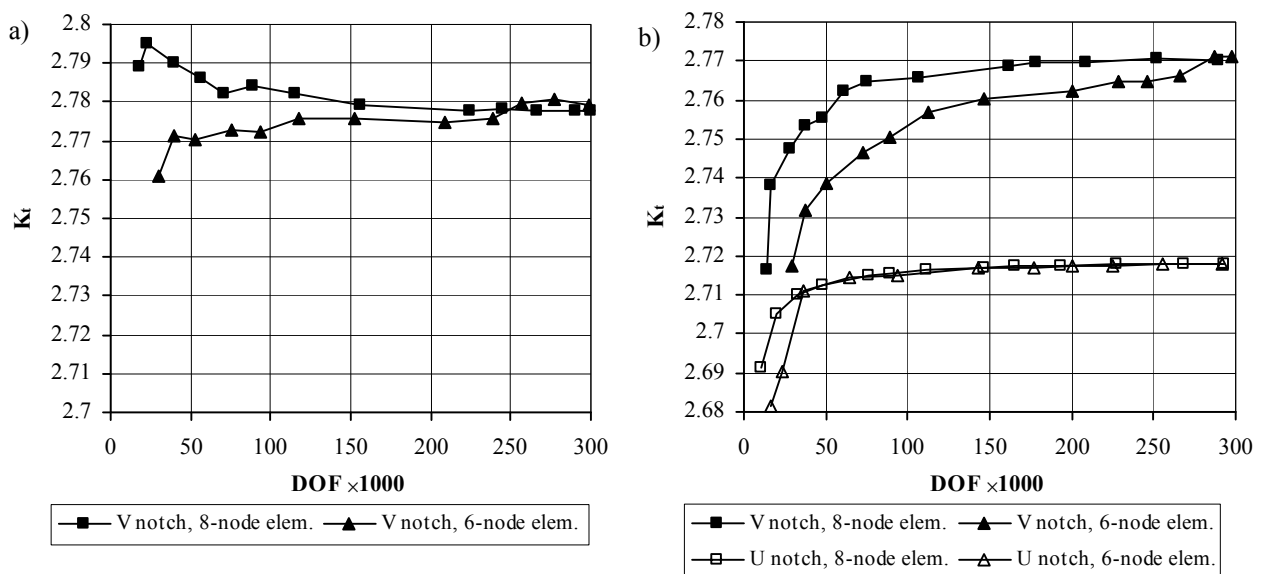 a)
2.8
2.79
2.78
2.77
2.76
2.75
2.74
2.73
2.72
2.71
2.7
Kt
0 50 100 150 200 250 300
DOF ×1000
V notch, 8-node elem. V notch, 6-node elem.
b)
2.78
2.77
2.76
2.75
2.74
2.73
2.72
2.71
2.7
2.69
2.68
Kt
0 50 100 150 200 250 300
DOF ×1000
V notch, 8-node elem. V notch, 6-node elem.
U notch, 8-node elem. U notch, 6-node elem.